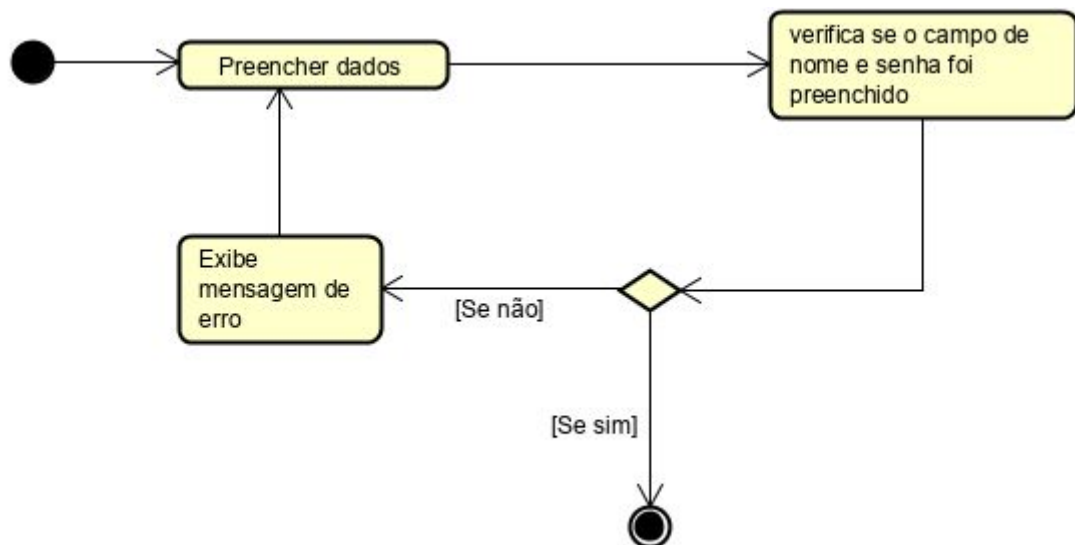 Preencher dados
verifica se o campo de
nome e senha foi
preenchido
Exibe
mensagem de
erro
[Se não]
[Se sim]